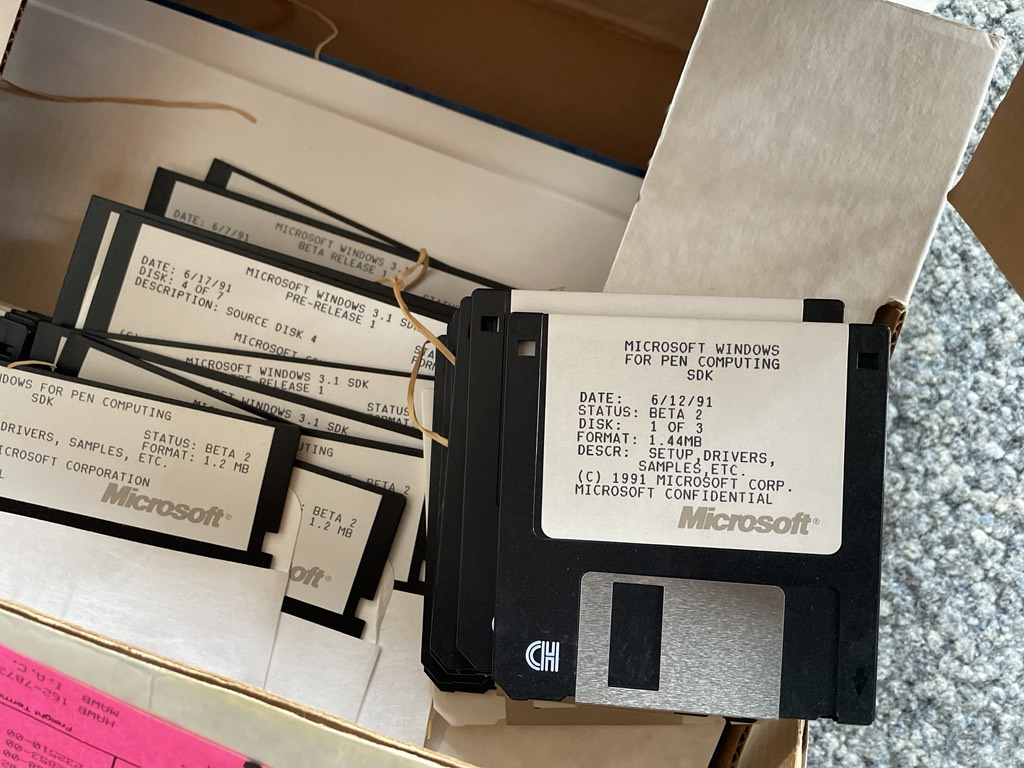 MICROSOFT WINDOWS 3.1
BETA RELEASE 1
DATE: 6/7/91
MICROSOFT WINDOWS 3.1 SDK
PRE-RELEASE 1
DATE: 6/17/91
DISK: 4 OF 7
DESCRIPTION: SOURCE DISK 4
MICROSOFT WINDOWS 3.1 SDK
RELEASE 1
WINDOWS 3.1 SDK
FOR PEN COMPUTING
SDK
DRIVERS, SAMPLES, ETC.
STATUS: BETA 2
FORMAT: 1.2 MB
MICROSOFT CORPORATION
Microsoft®
BETA 2
1.2 MB
MICROSOFT WINDOWS
FOR PEN COMPUTING
SDK
DATE: 6/12/91
STATUS: BETA 2
DISK: 1 OF 3
FORMAT: 1.44MB
DESCR: SETUP,DRIVERS,
SAMPLES,ETC.
(C) 1991 MICROSOFT CORP.
MICROSOFT CONFIDENTIAL
Microsoft®
CH